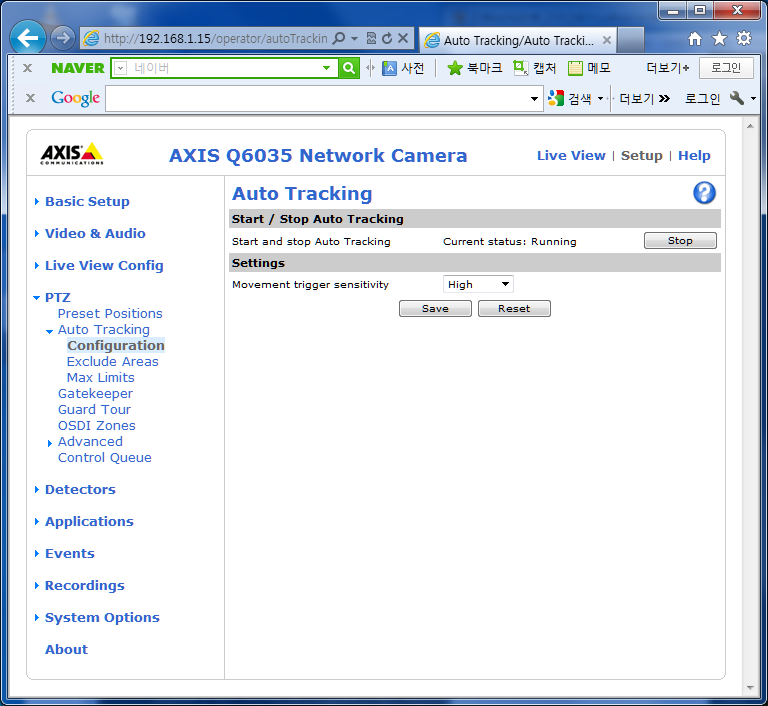 http://192.168.1.15/operator/autoTrackin
Auto Tracking/Auto Tracki...
x NAVER 네이버 사전 북마크 캡처 메모 더보기+ 로그인
x Google 검색 더보기 로그인
AXIS COMMUNICATIONS
AXIS Q6035 Network Camera
Live View | Setup | Help
Basic Setup
Video & Audio
Live View Config
PTZ
Preset Positions
Auto Tracking
Configuration
Exclude Areas
Max Limits
Gatekeeper
Guard Tour
OSDI Zones
Advanced
Control Queue
Detectors
Applications
Events
Recordings
System Options
About
Auto Tracking
Start / Stop Auto Tracking
Start and stop Auto Tracking Current status: Running Stop
Settings
Movement trigger sensitivity High
Save Reset